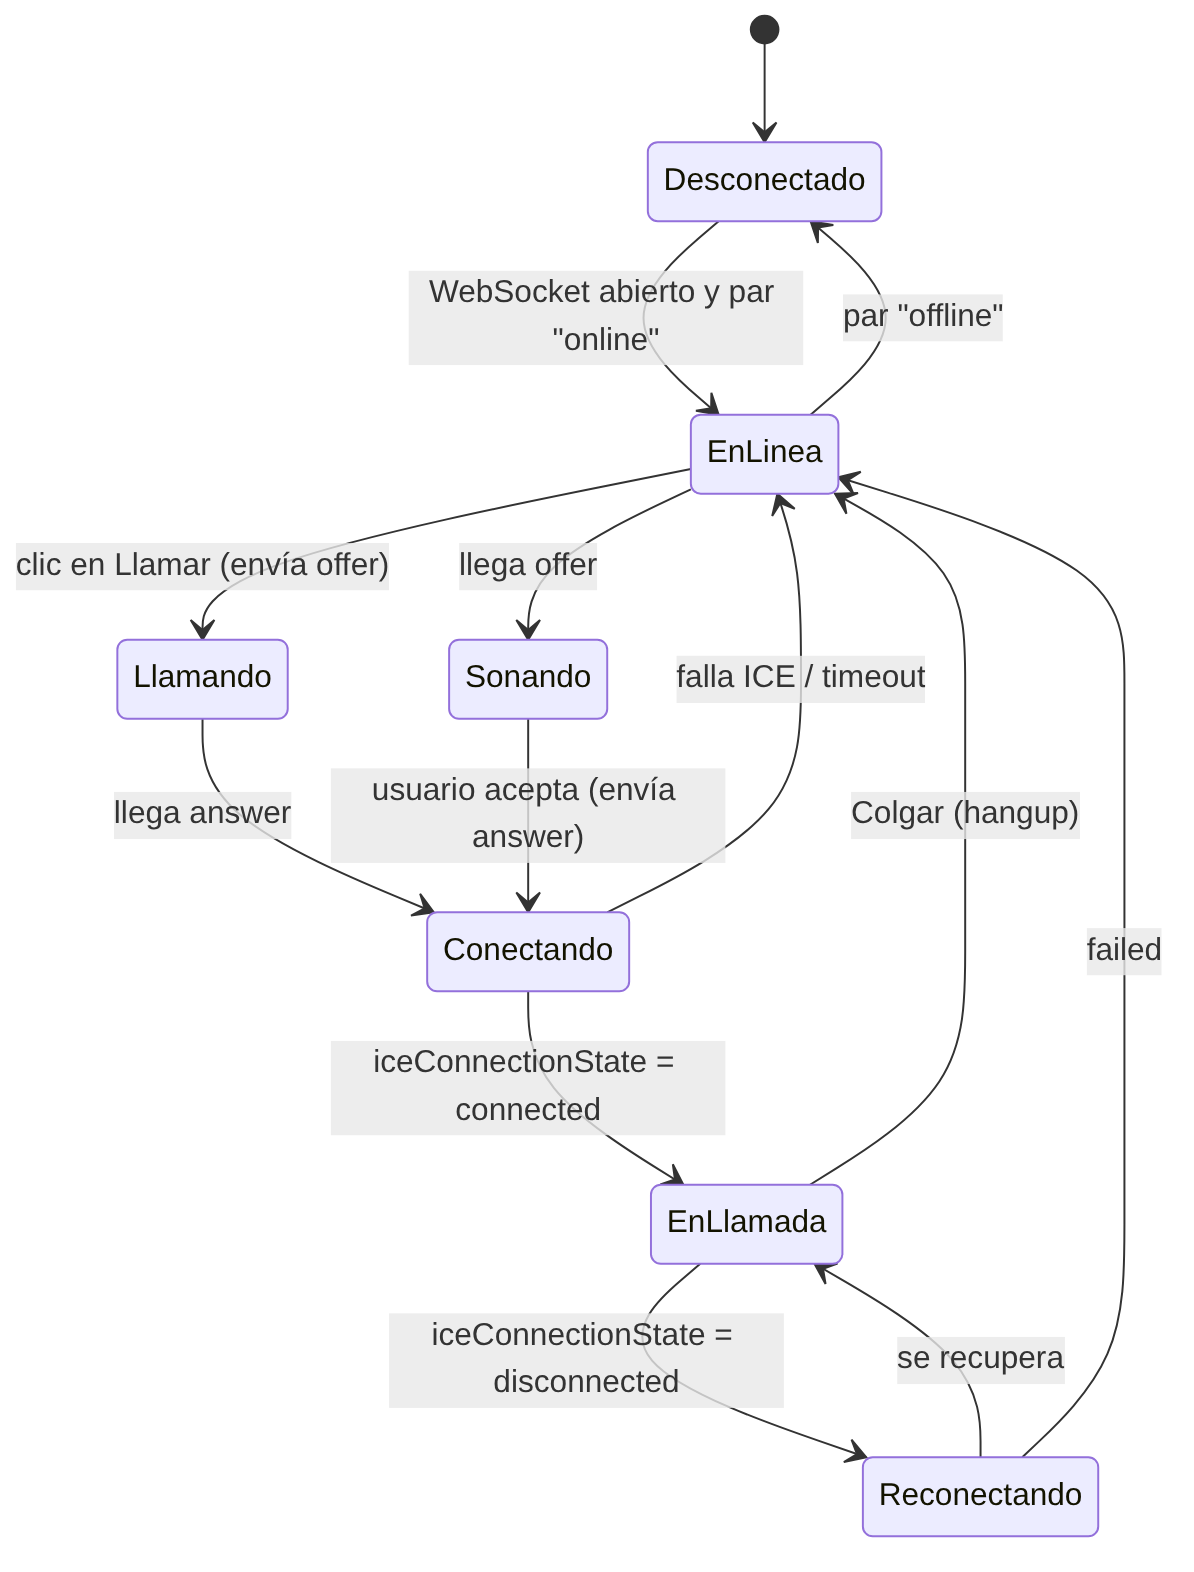 Desconectado
WebSocket abierto y par
"online"
par "offline"
EnLinea
clic en Llamar (envía offer)
llega offer
Llamando
Sonando
falla ICE / timeout
llega answer
usuario acepta (envía
answer)
Colgar (hangup)
Conectando
failed
iceConnectionState =
connected
EnLlamada
iceConnectionState =
disconnected
se recupera
Reconectando